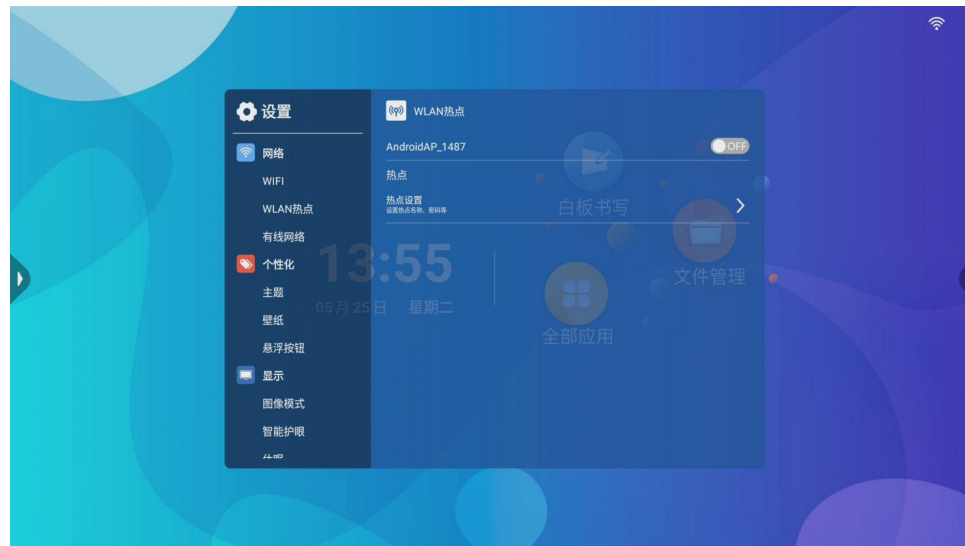 设置
网络
WIFI
WLAN热点
有线网络
个性化
主题
壁纸
悬浮按钮
显示
图像模式
智能护眼
WLAN热点
AndroidAP_1487
OFF
热点
热点设置
设置热点名称、密码等
白板书写
文件管理
13:55
05月25日 星期二
全部应用